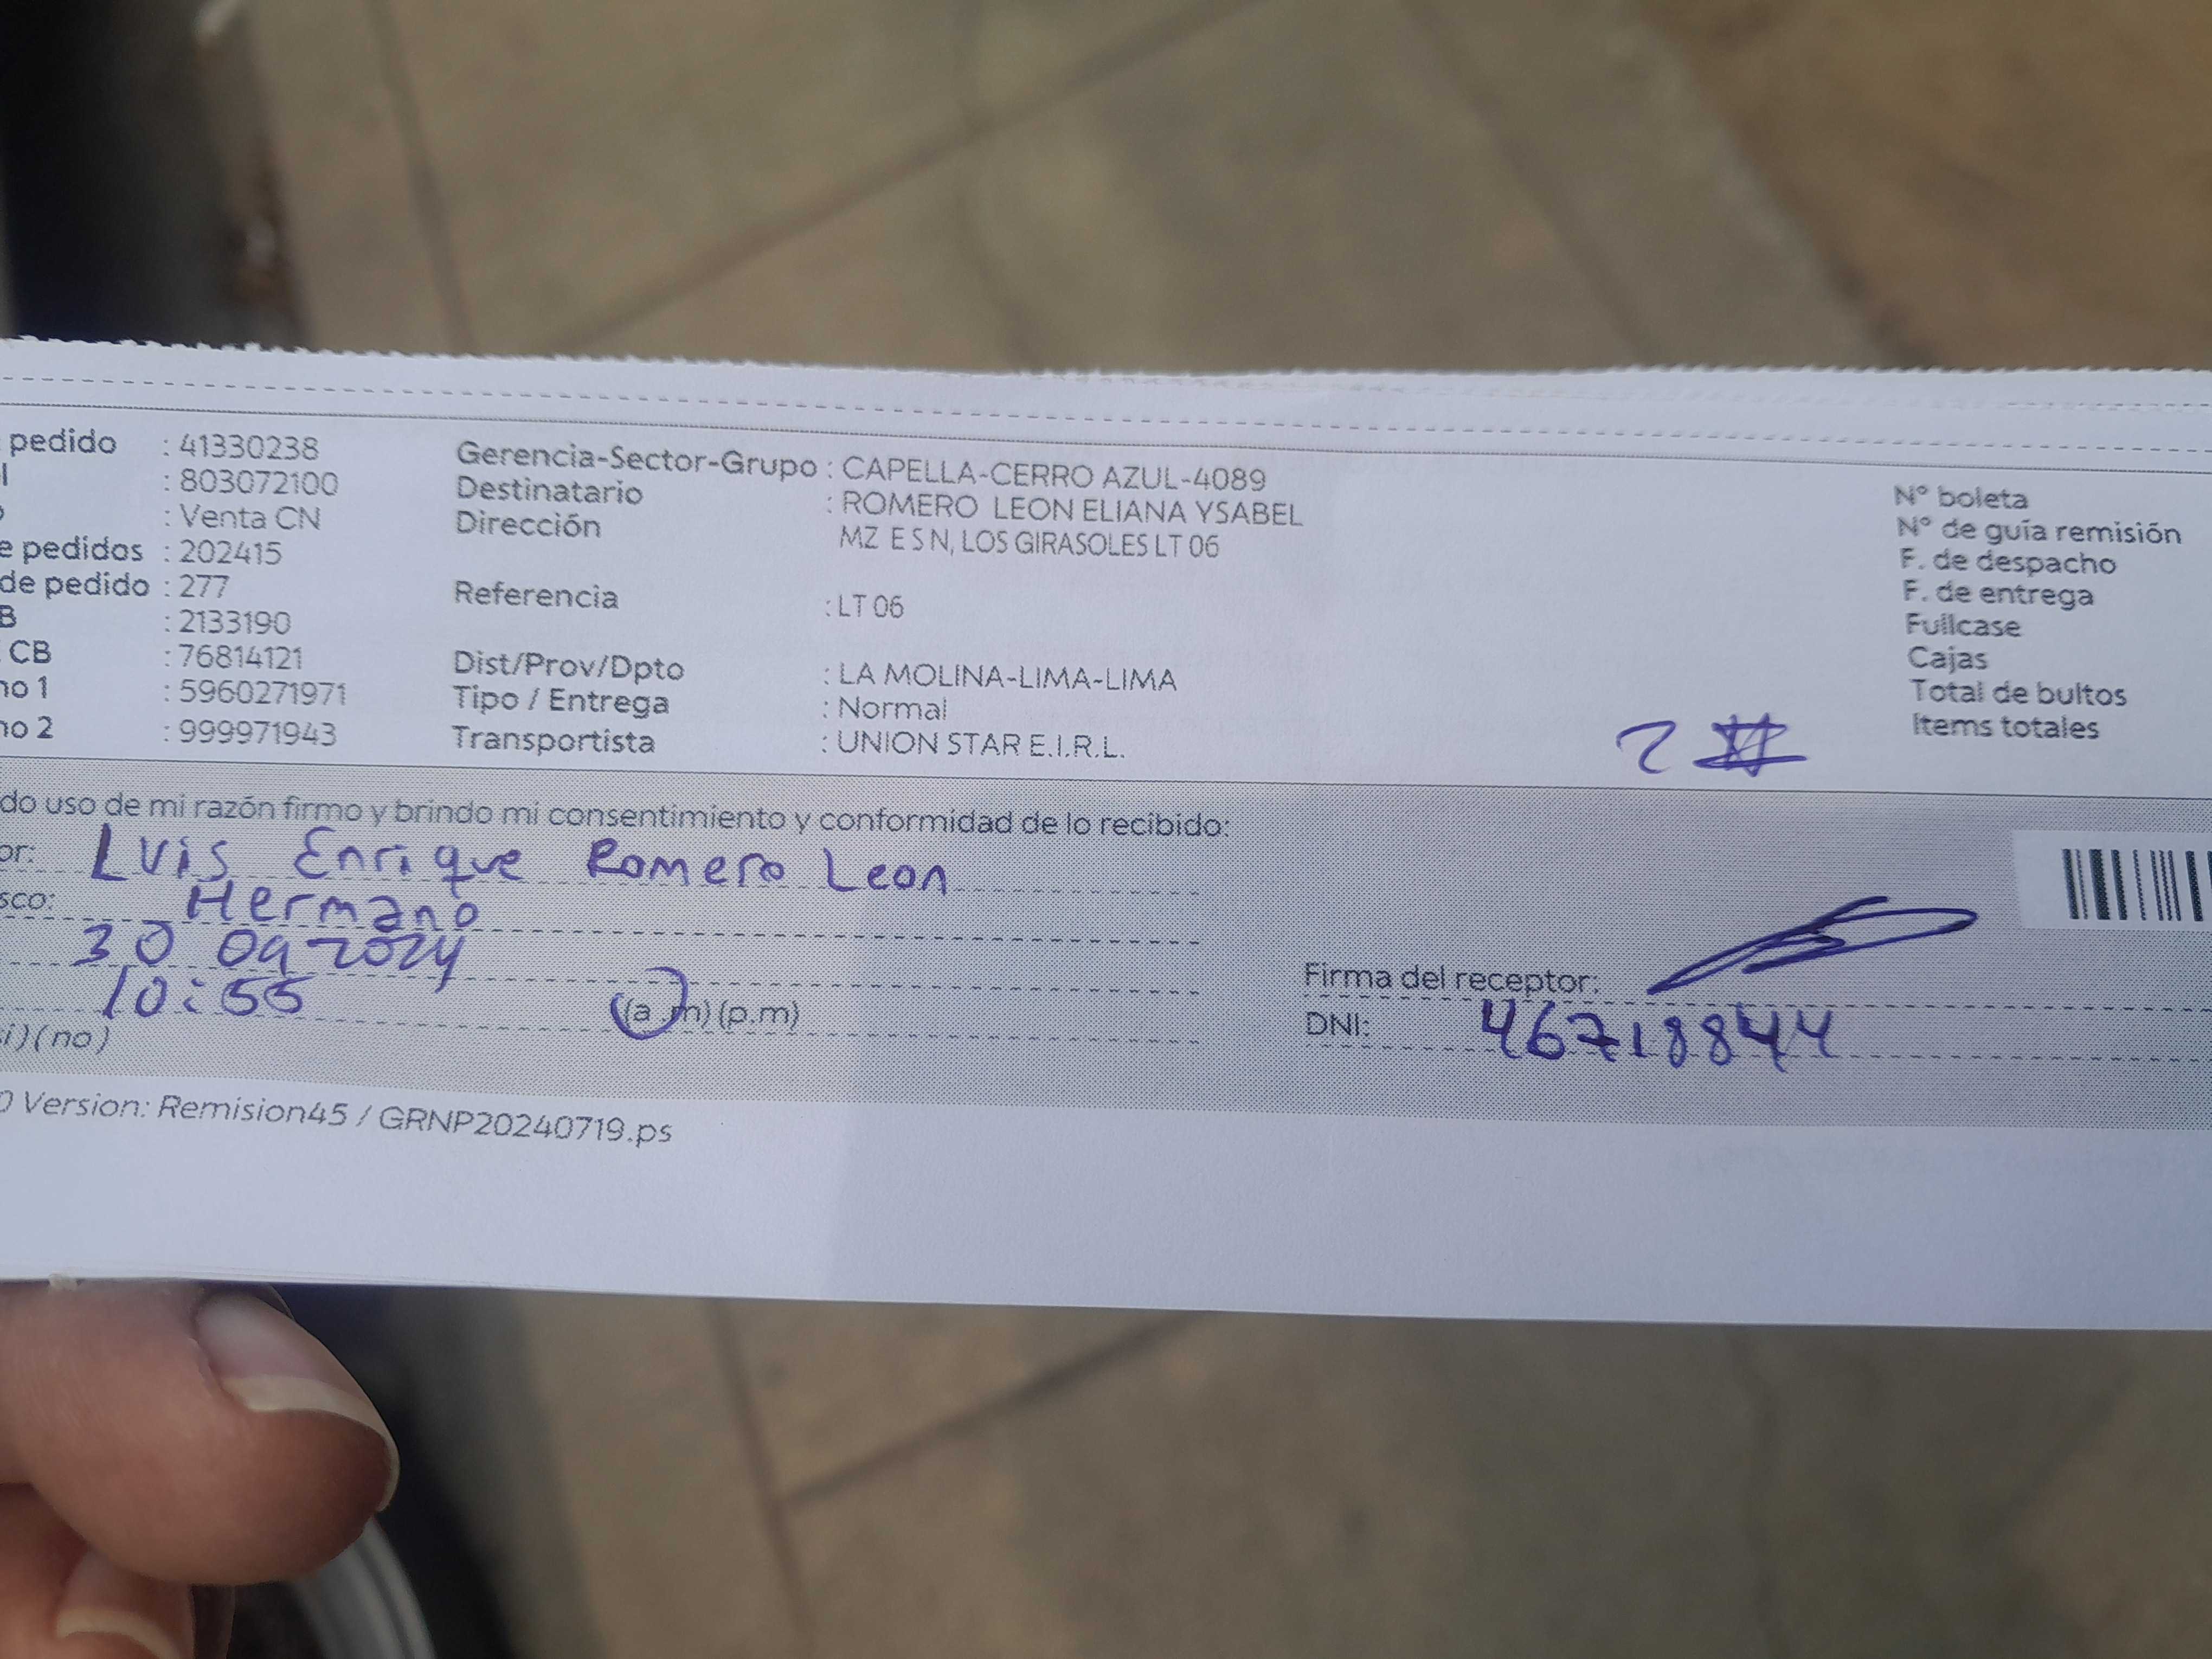 pedido : 41330238
l : 803072100
o : Venta CN
e pedidos : 202415
de pedido : 277
B : 2133190
CB : 76814121
no 1 : 5960271971
no 2 : 999971943
Gerencia-Sector-Grupo : CAPELLA-CERRO AZUL-4089
Destinatario : ROMERO LEON ELIANA YSABEL
Dirección MZ E S N, LOS GIRASOLES LT 06
Referencia : LT 06
Dist/Prov/Dpto : LA MOLINA-LIMA-LIMA
Tipo / Entrega : Normal
Transportista : UNION STAR E.I.R.L.
2
N° boleta
N° de guía remisión
F. de despacho
F. de entrega
Fullcase
Cajas
Total de bultos
Items totales
do uso de mi razón firmo y brindo mi consentimiento y conformidad de lo recibido:
or: Luis Enrique Romero Leon
sco: Hermano
30 09 2024
10:55 (a.m) (p.m)
i) (no)
Firma del receptor:
DNI: 46718844
0 Version: Remision45 / GRNP20240719.ps